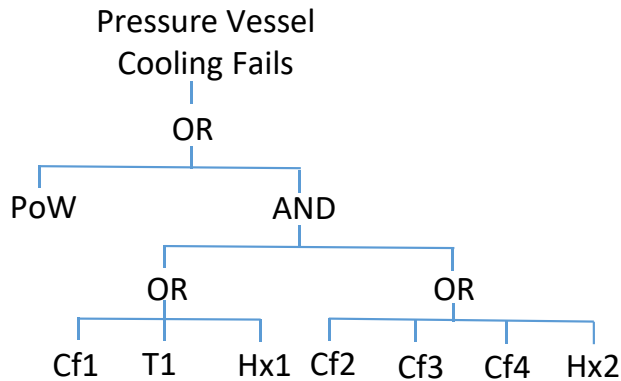 Pressure Vessel
Cooling Fails
OR
PoW AND
OR OR
Cf1 T1 Hx1 Cf2 Cf3 Cf4 Hx2